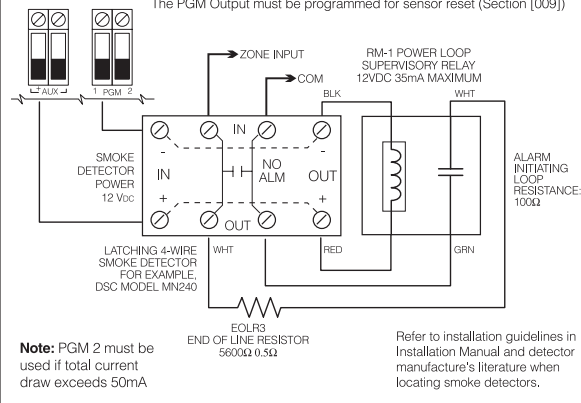 The PGM Output must be programmed for sensor reset (Section [009])
ZONE INPUT
COM
RM-1 POWER LOOP
SUPERVISORY RELAY
12VDC 35mA MAXIMUM
+ AUX -
1 PGM 2
BLK
WHT
SMOKE
DETECTOR
POWER
12 VDC
-
IN
+
IN
NO
ALM
OUT
-
OUT
+
ALARM
INITIATING
LOOP
RESISTANCE:
100Ω
LATCHING 4-WIRE
SMOKE DETECTOR
FOR EXAMPLE,
DSC MODEL MN240
WHT
RED
GRN
EOLR3
END OF LINE RESISTOR
5600Ω 0.5Ω
Note: PGM 2 must be
used if total current
draw exceeds 50mA
Refer to installation guidelines in
Installation Manual and detector
manufacture's literature when
locating smoke detectors.